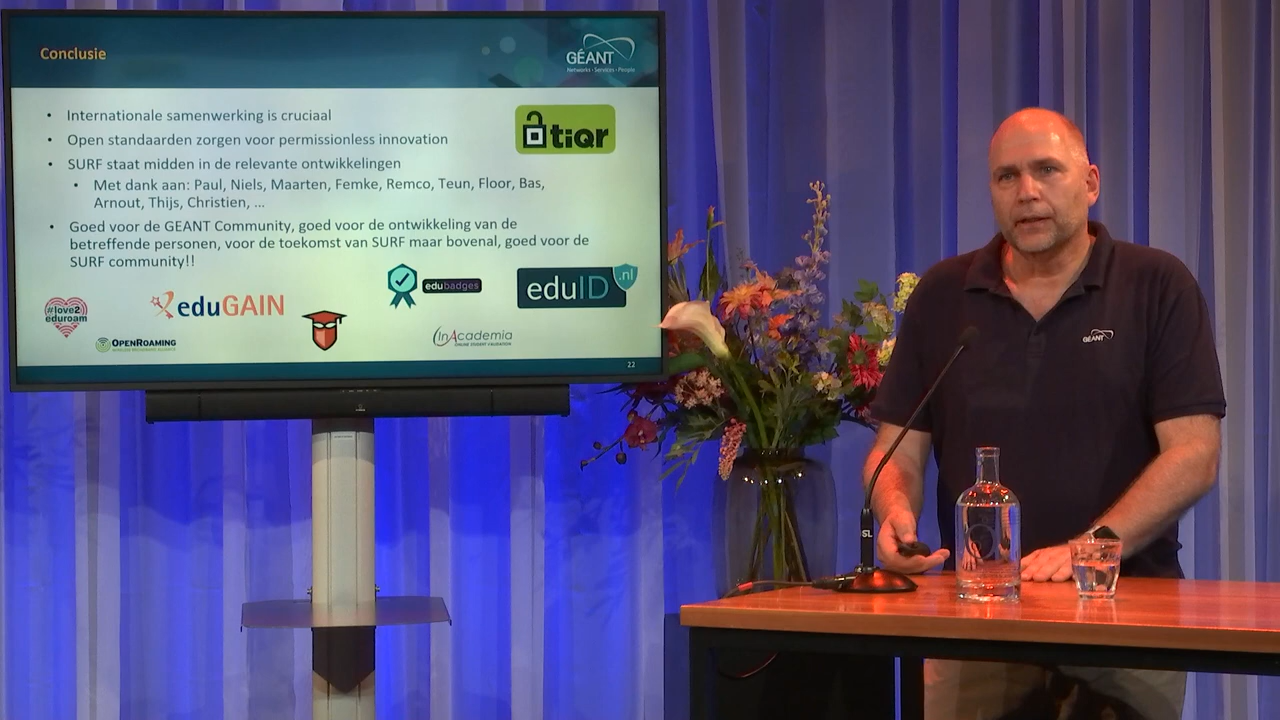 Conclusie
GÉANT
Networks • Services • People
• Internationale samenwerking is cruciaal
• Open standaarden zorgen voor permissionless innovation
• SURF staat midden in de relevante ontwikkelingen
• Met dank aan: Paul, Niels, Maarten, Femke, Remco, Teun, Floor, Bas,
Arnout, Thijs, Christien, ...
• Goed voor de GEANT Community, goed voor de ontwikkeling van de
betreffende personen, voor de toekomst van SURF maar bovenal, goed voor de
SURF community!!
tiqr
#love2
eduroam
eduGAIN
edubadges
eduID
.nl
OPENROAMING
InAcademia
ONLINE STUDENT VALIDATION
22
GÉANT